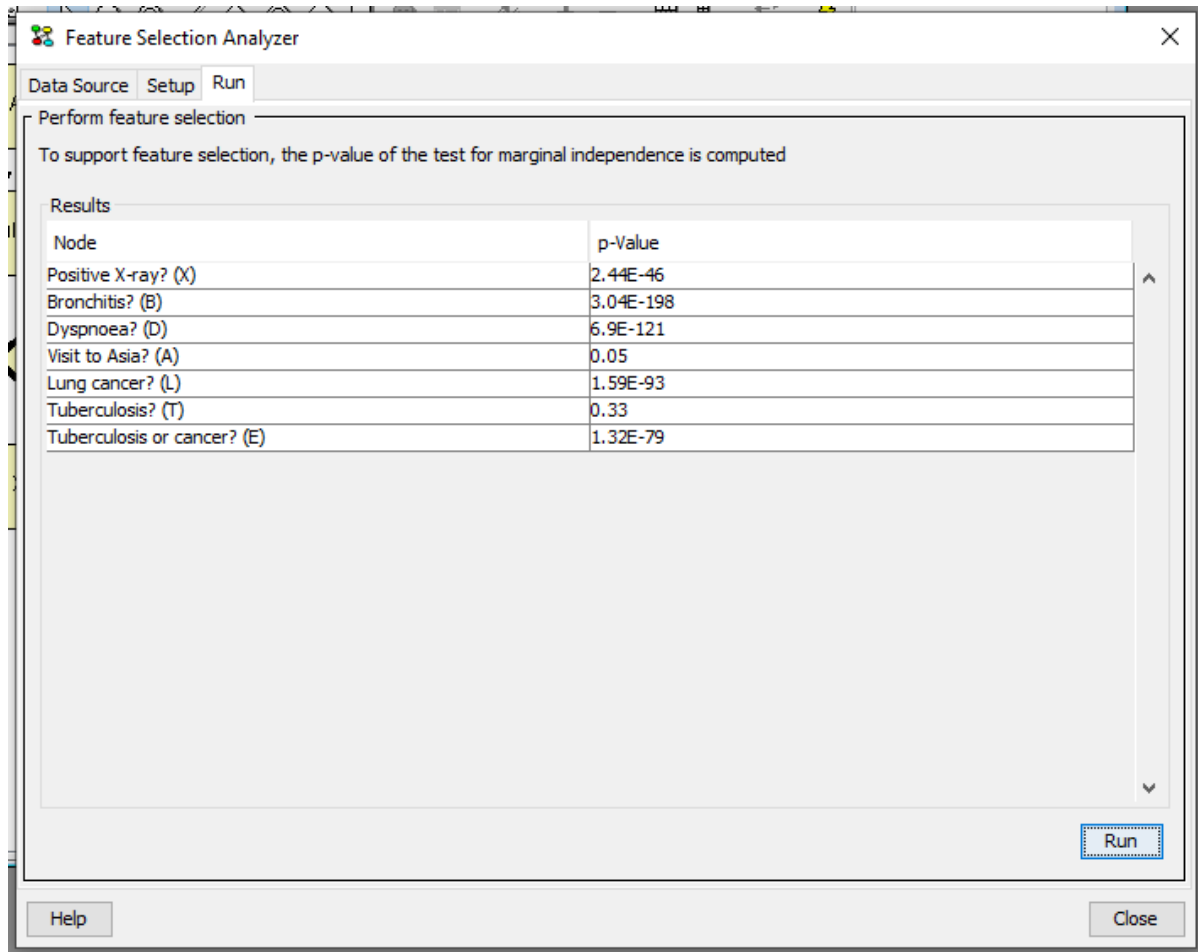 Feature Selection Analyzer
Data Source Setup Run
Perform feature selection
To support feature selection, the p-value of the test for marginal independence is computed
Results
Node p-Value
Positive X-ray? (X) 2.44E-46
Bronchitis? (B) 3.04E-198
Dyspnoea? (D) 6.9E-121
Visit to Asia? (A) 0.05
Lung cancer? (L) 1.59E-93
Tuberculosis? (T) 0.33
Tuberculosis or cancer? (E) 1.32E-79
Run
Help Close